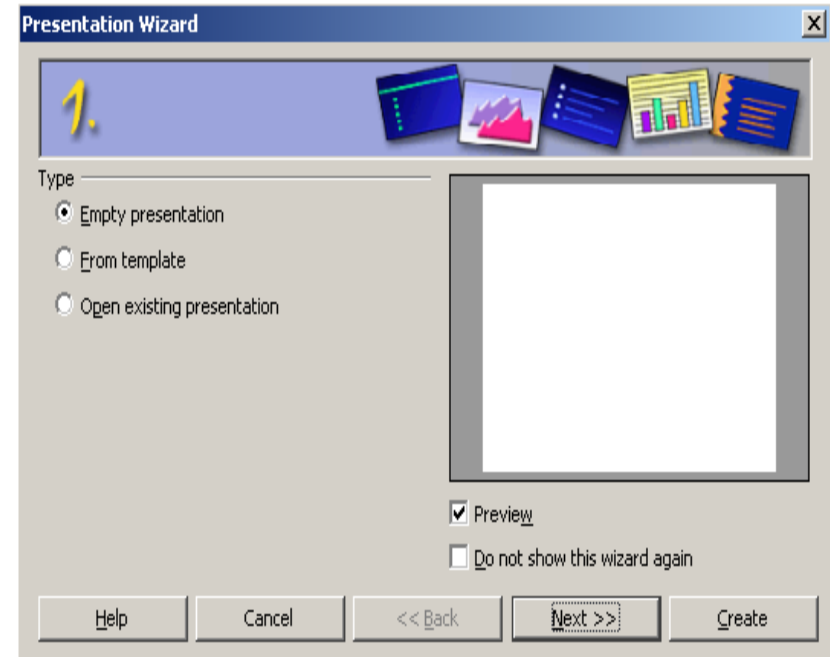 Presentation Wizard
1.
Type
Empty presentation
From template
Open existing presentation
Preview
Do not show this wizard again
Help
Cancel
<< Back
Next >>
Create